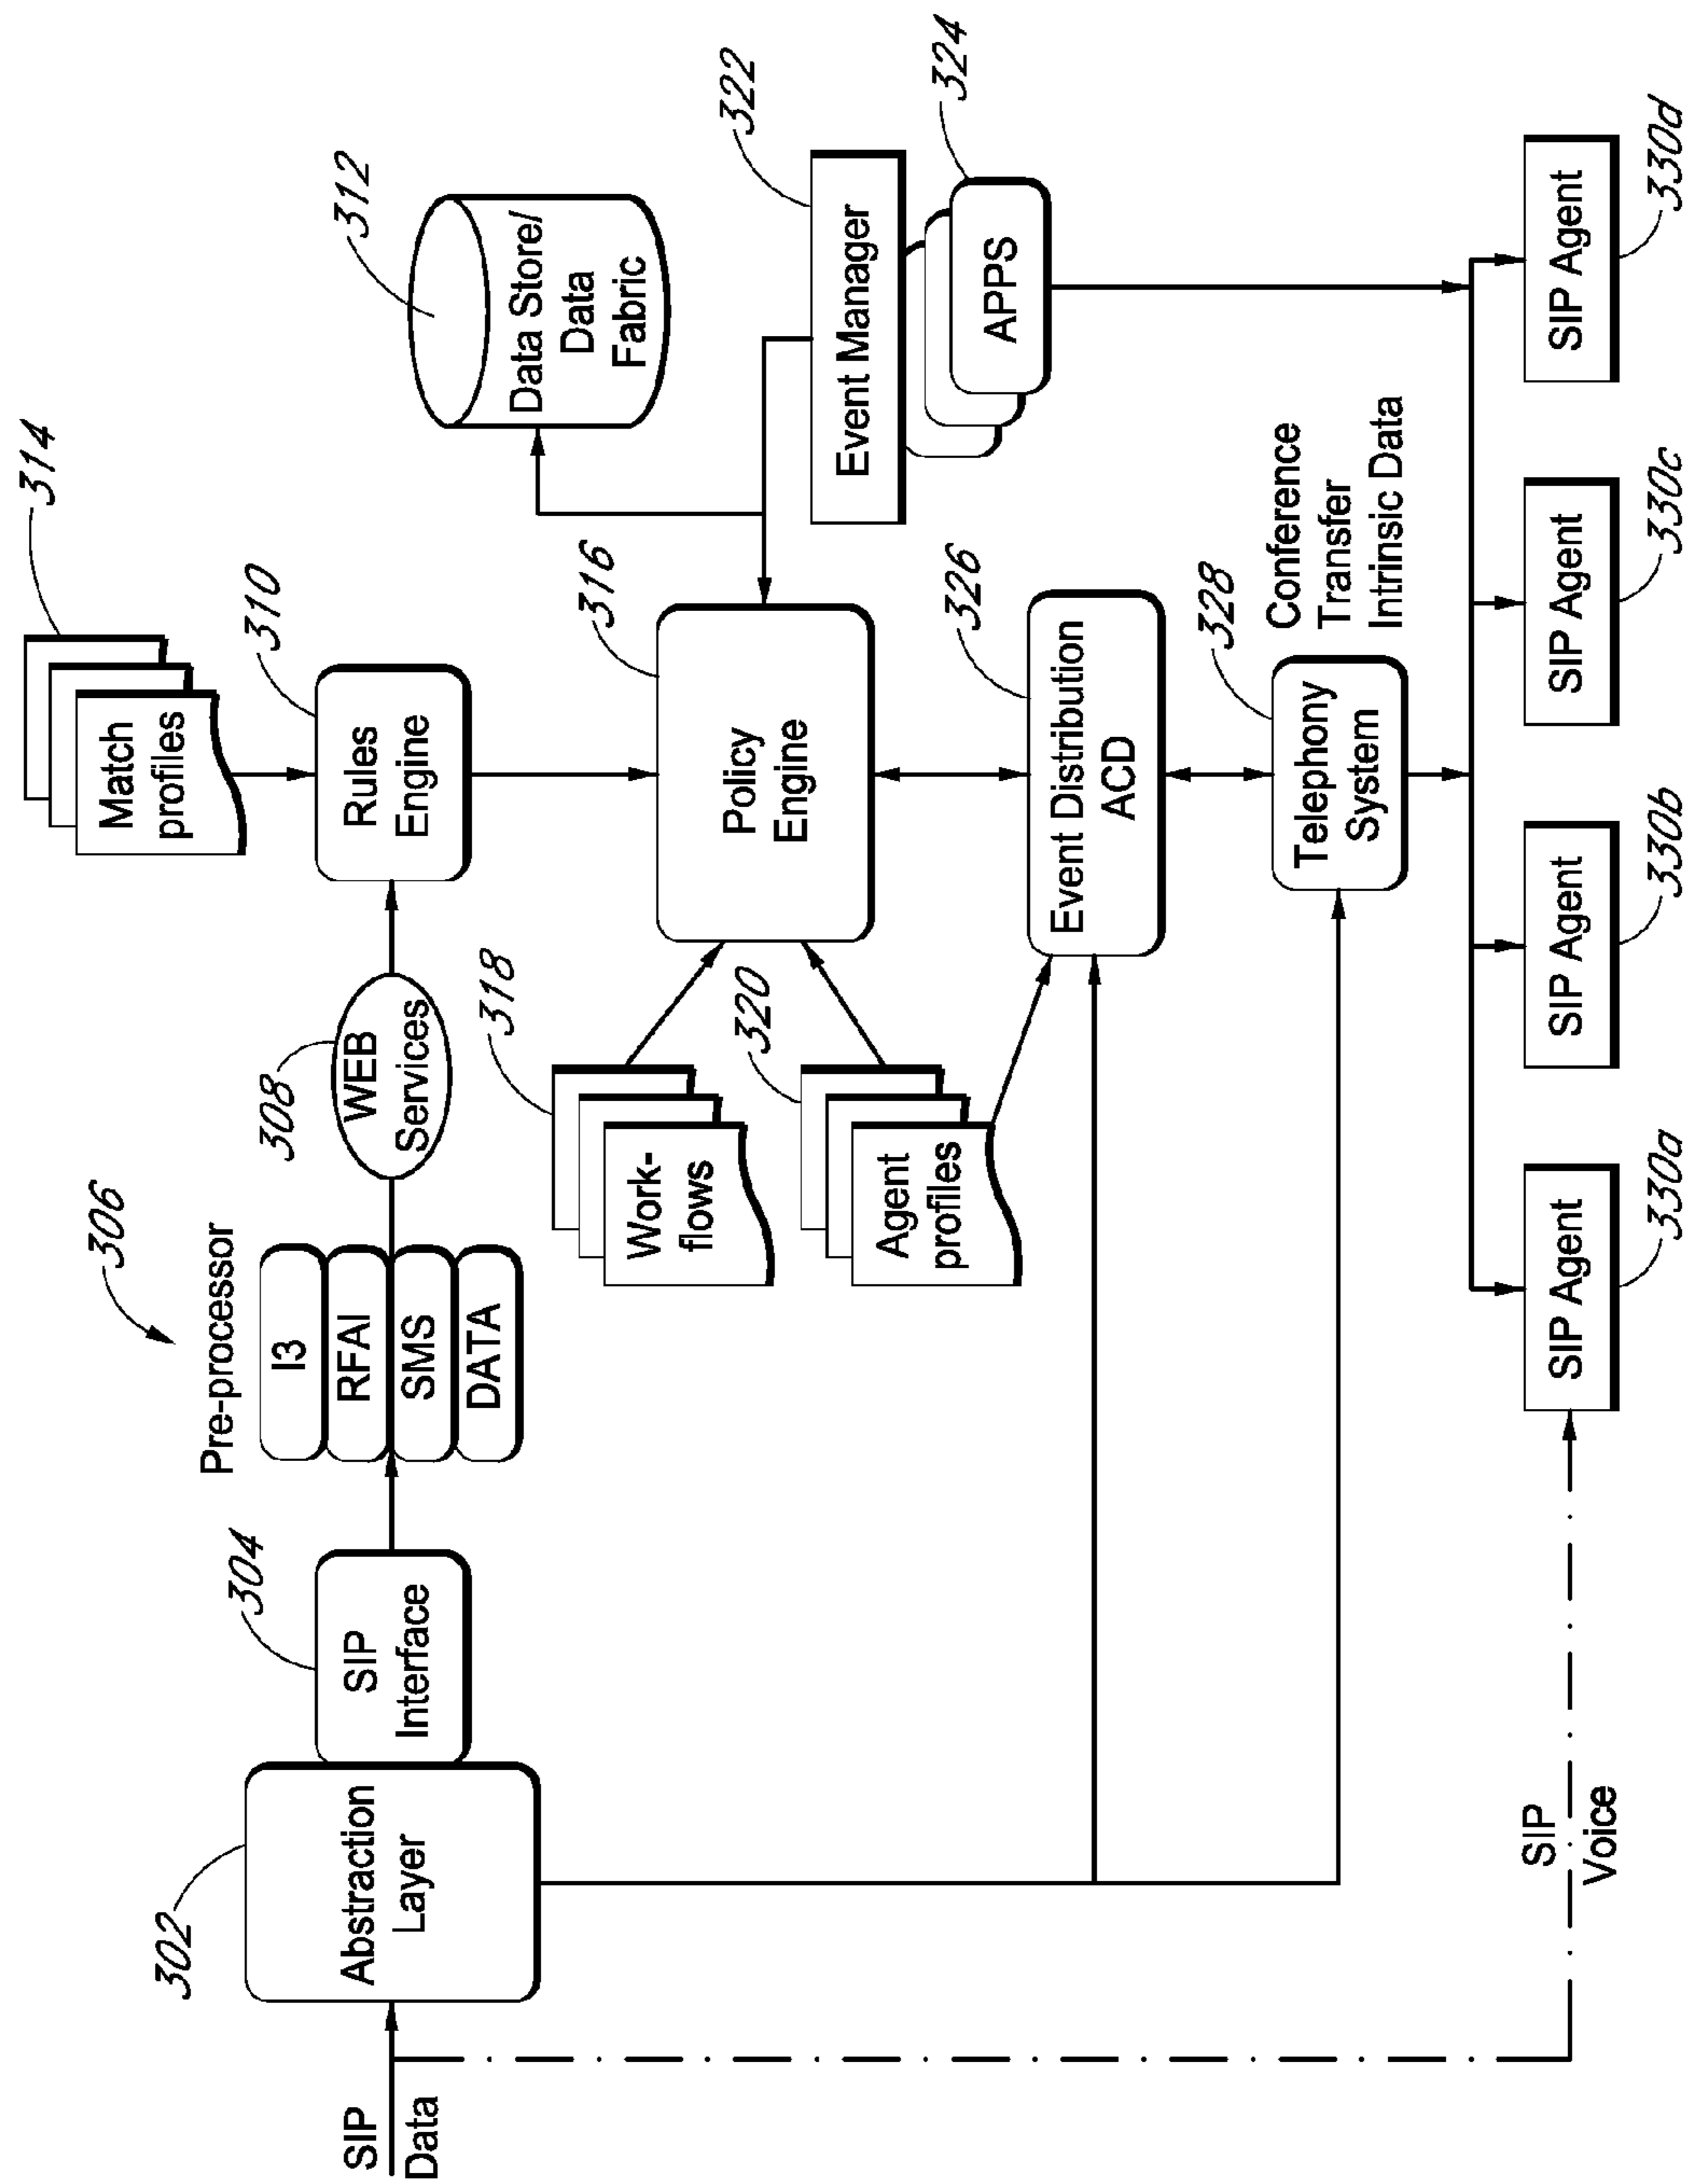 314
Match
profiles
310
Rules
Engine
312
Data Store/
Data
Fabric
306
Pre-processor
I3
RFAI
SMS
DATA
308
WEB
Services
304
SIP
Interface
302
Abstraction
Layer
SIP
Data
318
Work-
flows
320
Agent
profiles
316
Policy
Engine
322
Event Manager
324
APPS
326
Event Distribution
ACD
328
Telephony
System
Conference
Transfer
Intrinsic Data
SIP
Voice
SIP Agent
330a
SIP Agent
330b
SIP Agent
330c
SIP Agent
330d